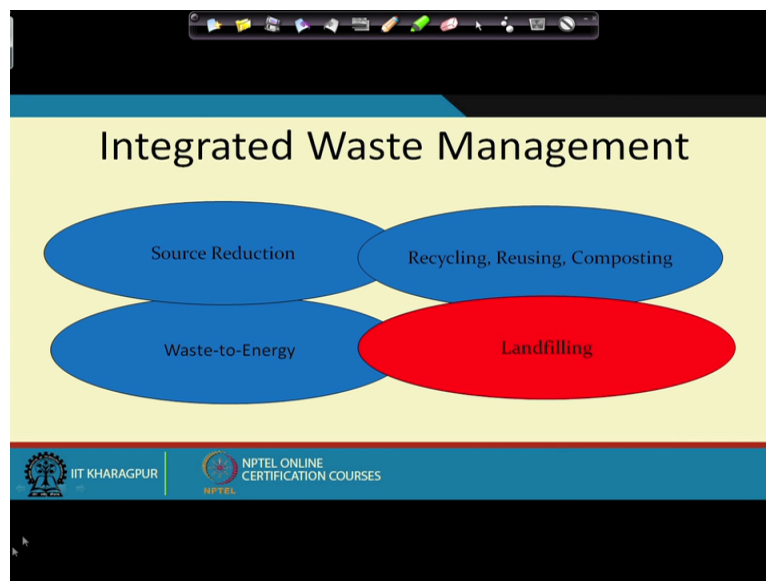 Integrated Waste Management
Source Reduction
Recycling, Reusing, Composting
Waste-to-Energy
Landfilling
IIT KHARAGPUR
NPTEL
NPTEL ONLINE
CERTIFICATION COURSES